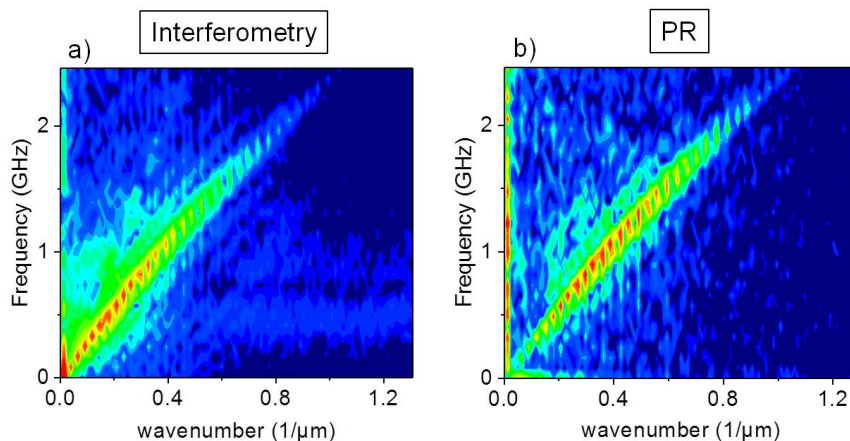 Interferometry
PR
a)
b)
Frequency (GHz)
2
1
0
0.0 0.4 0.8 1.2
wavenumber (1/μm)
Frequency (GHz)
2
1
0
0.0 0.4 0.8 1.2
wavenumber (1/μm)